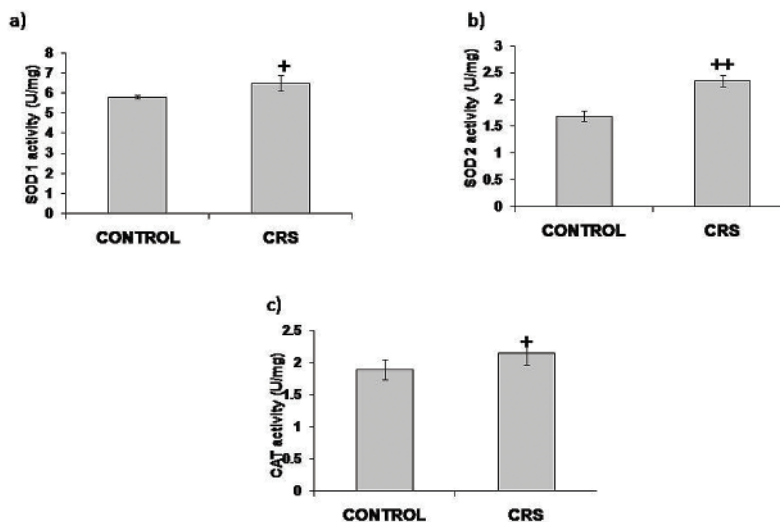 a)
SOD 1 activity (U/mg)
8
7
6
5
4
3
2
1
0
+
CONTROL CRS
b)
SOD 2 activity (U/mg)
3
2.5
2
1.5
1
0.5
0
++
CONTROL CRS
c)
CAT activity (U/mg)
2.5
2
1.5
1
0.5
0
+
CONTROL CRS